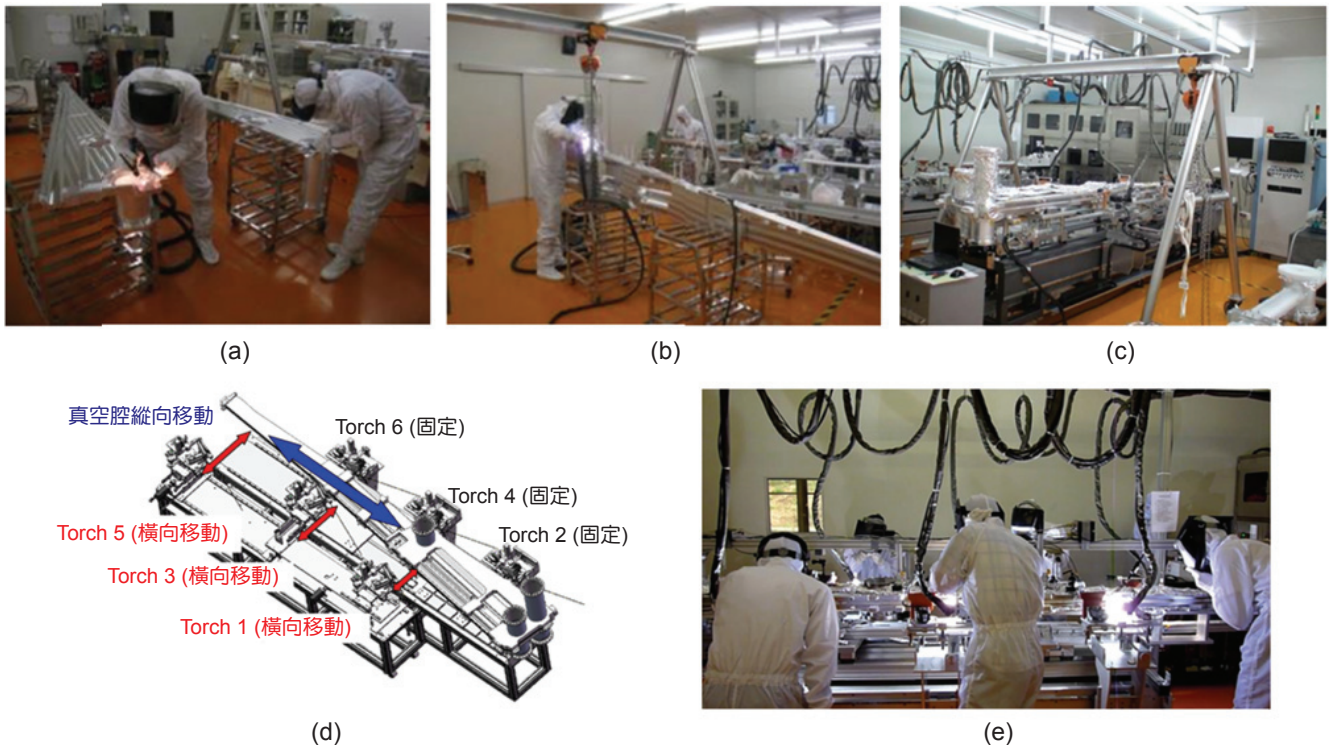 (a)
(b)
(c)
真空腔縱向移動
Torch 6 (固定)
Torch 4 (固定)
Torch 2 (固定)
Torch 5 (橫向移動)
Torch 3 (橫向移動)
Torch 1 (橫向移動)
(d)
(e)